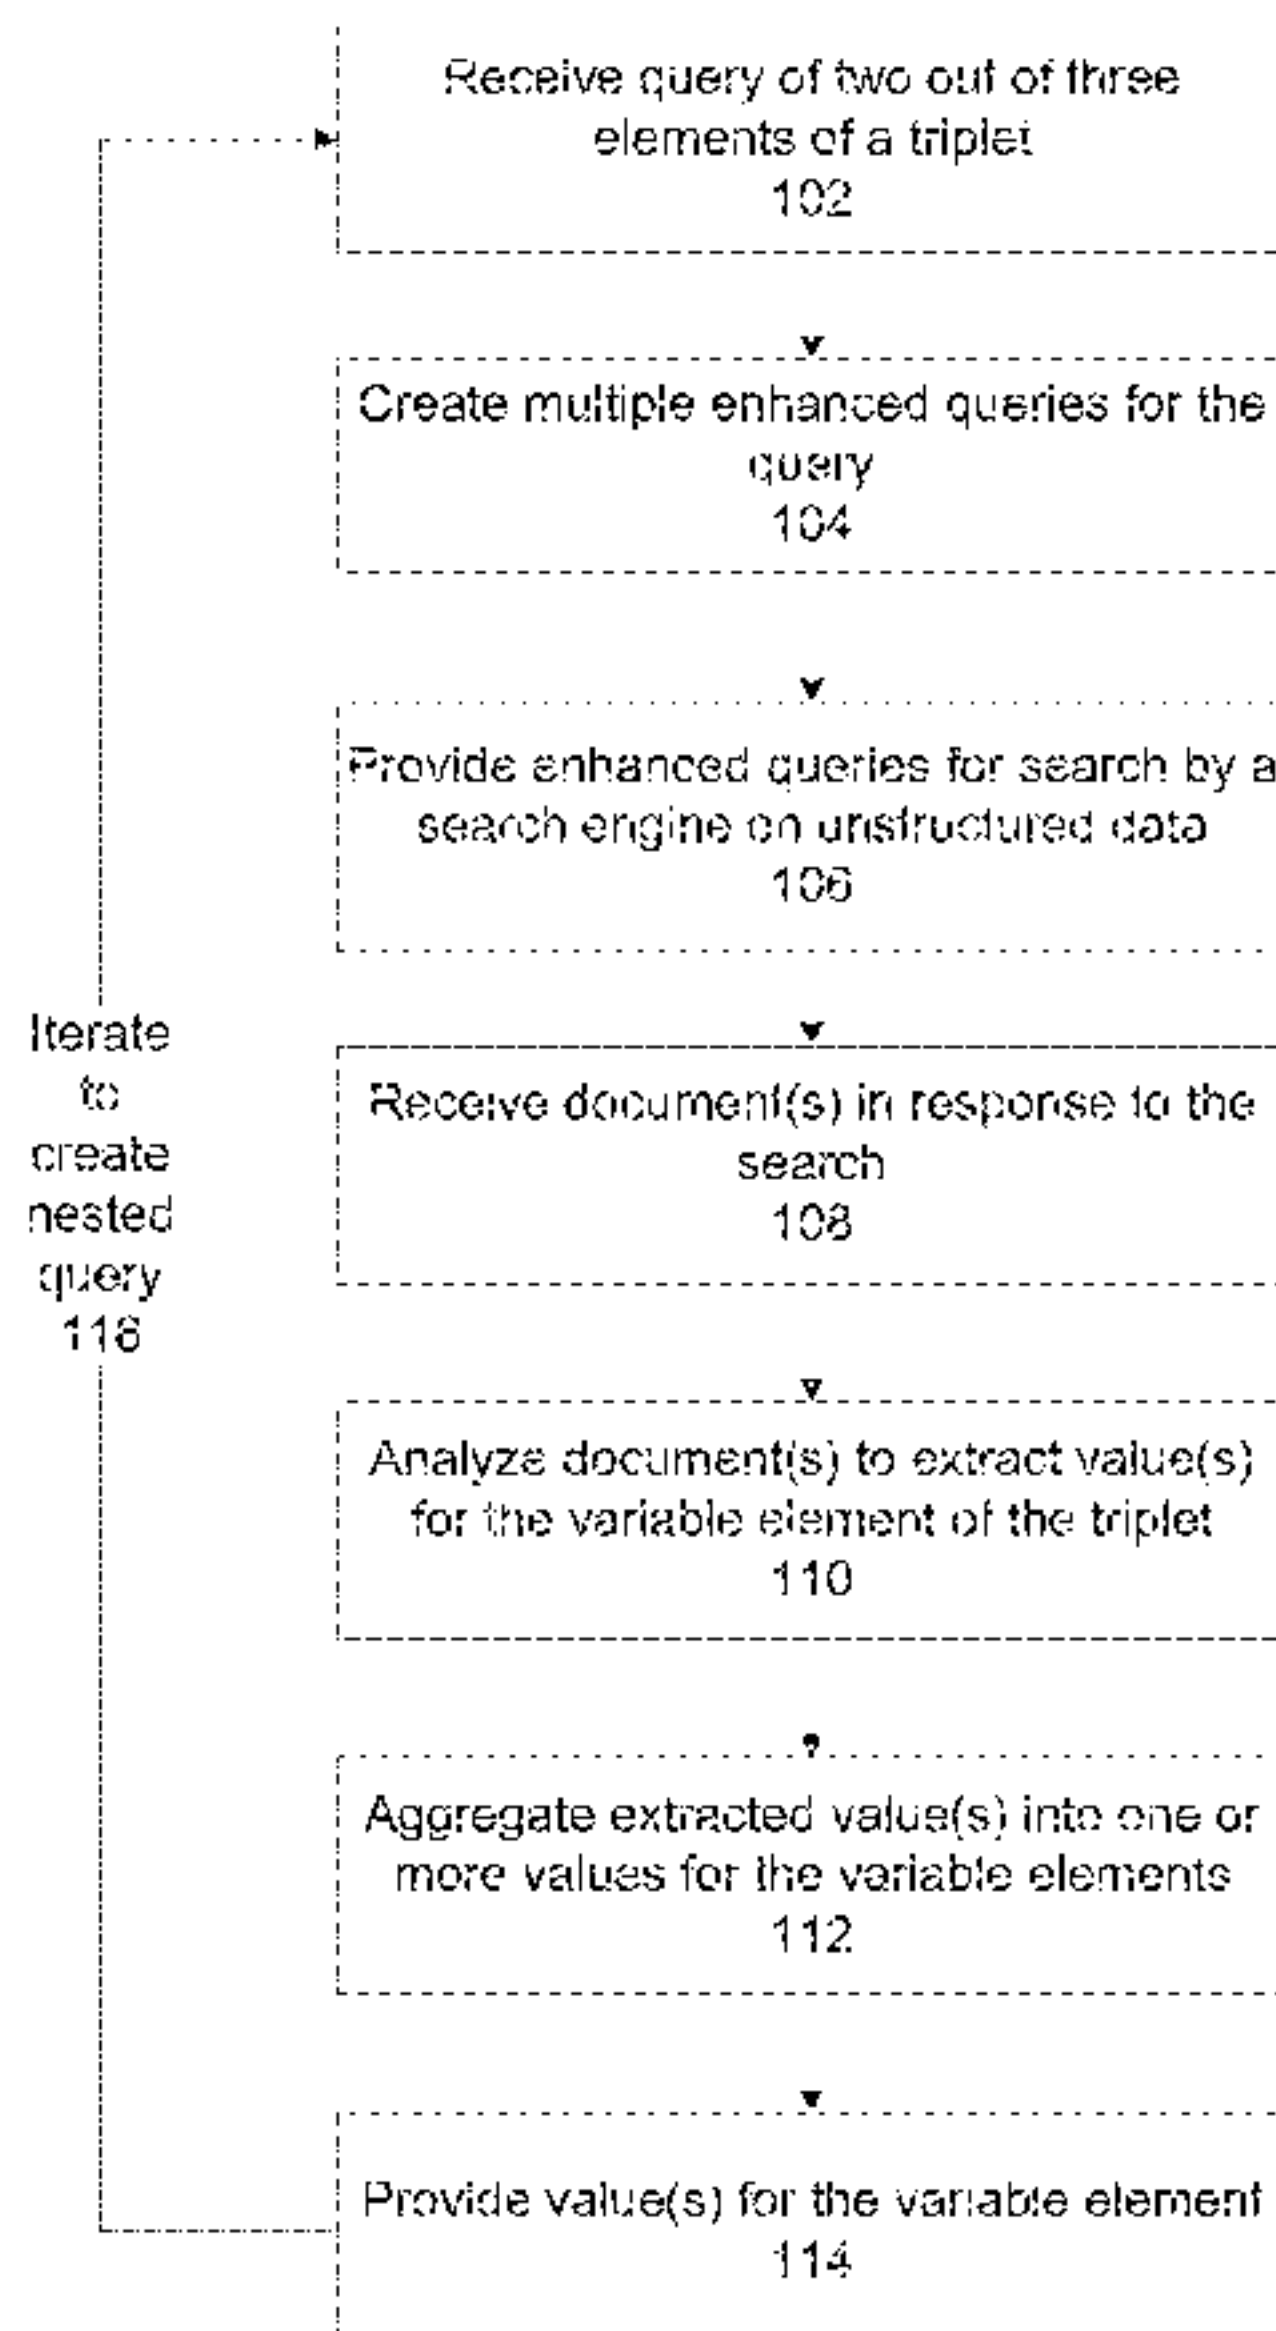 Receive query of two out of three
elements of a triplet
102
Create multiple enhanced queries for the
query
104
Provide enhanced queries for search by a
search engine on unstructured data
106
Receive document(s) in response to the
search
108
Analyze document(s) to extract value(s)
for the variable element of the triplet
110
Aggregate extracted value(s) into one or
more values for the variable elements
112
Provide value(s) for the variable element
114
Iterate
to
create
nested
query
116